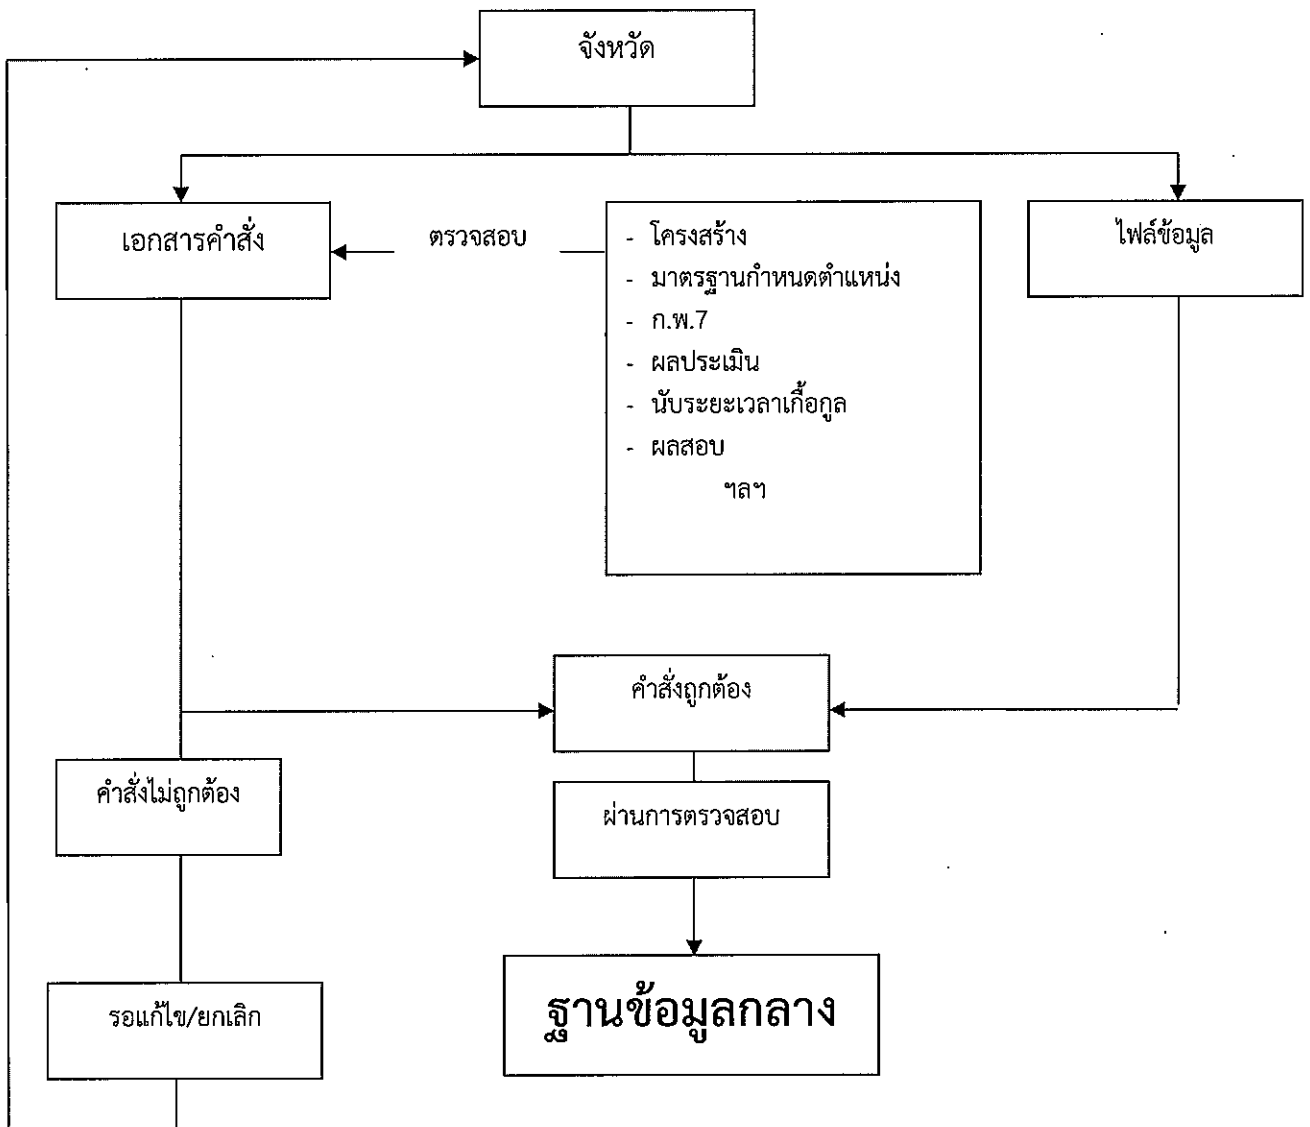 จังหวัด
เอกสารคำสั่ง
ตรวจสอบ
- โครงสร้าง
- มาตรฐานกำหนดตำแหน่ง
- ก.พ.7
- ผลประเมิน
- นับระยะเวลาเกื้อกูล
- ผลสอบ
ฯลฯ
ไฟล์ข้อมูล
คำสั่งถูกต้อง
คำสั่งไม่ถูกต้อง
ผ่านการตรวจสอบ
รอแก้ไข/ยกเลิก
ฐานข้อมูลกลาง